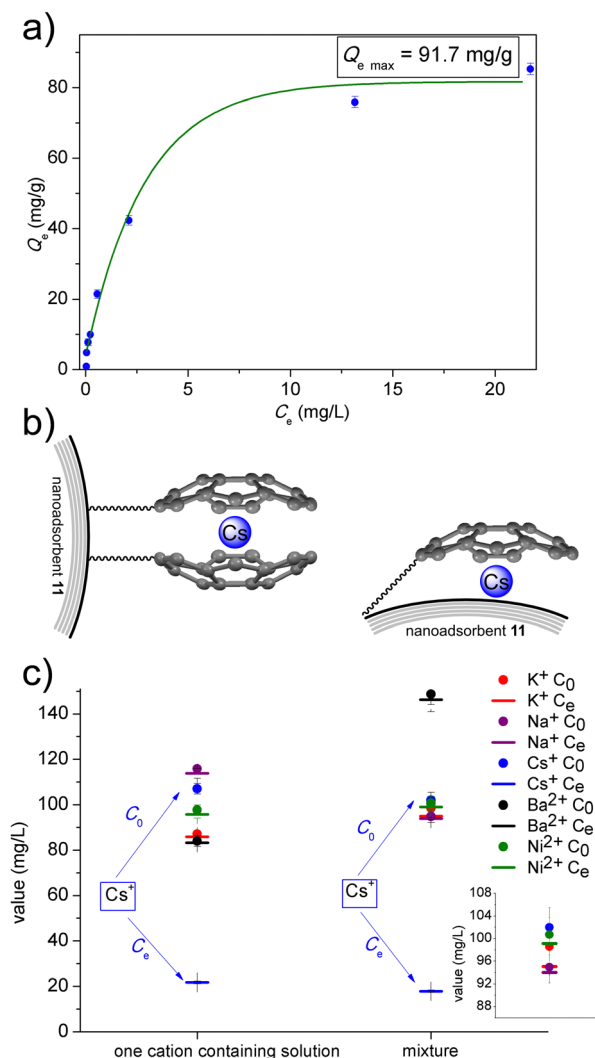 a)
Qe max = 91.7 mg/g
80
60
40
20
0
Qe (mg/g)
0 5 10 15 20
Ce (mg/L)
b)
nanoadsorbent 11
Cs
Cs
nanoadsorbent 11
c)
140
120
100
80
60
40
20
0
value (mg/L)
C0
Cs+
Ce
C0
Cs+
Ce
one cation containing solution mixture
K+ C0
K+ Ce
Na+ C0
Na+ Ce
Cs+ C0
Cs+ Ce
Ba2+ C0
Ba2+ Ce
Ni2+ C0
Ni2+ Ce
108
104
100
96
92
88
value (mg/L)